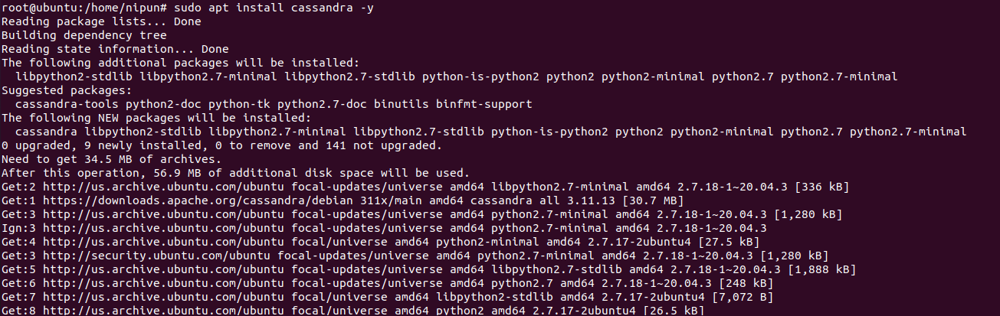 root@ubuntu:/home/nipun# sudo apt install cassandra -y
Reading package lists... Done
Building dependency tree
Reading state information... Done
The following additional packages will be installed:
  libpython2-stdlib libpython2.7-minimal libpython2.7-stdlib python-is-python2 python2 python2-minimal python2.7 python2.7-minimal
Suggested packages:
  cassandra-tools python2-doc python-tk python2.7-doc binutils binfmt-support
The following NEW packages will be installed:
  cassandra libpython2-stdlib libpython2.7-minimal libpython2.7-stdlib python-is-python2 python2 python2-minimal python2.7 python2.7-minimal
0 upgraded, 9 newly installed, 0 to remove and 141 not upgraded.
Need to get 34.5 MB of archives.
After this operation, 56.9 MB of additional disk space will be used.
Get:2 http://us.archive.ubuntu.com/ubuntu focal-updates/universe amd64 libpython2.7-minimal amd64 2.7.18-1~20.04.3 [336 kB]
Get:1 https://downloads.apache.org/cassandra/debian 311x/main amd64 cassandra all 3.11.13 [30.7 MB]
Get:3 http://us.archive.ubuntu.com/ubuntu focal-updates/universe amd64 python2.7-minimal amd64 2.7.18-1~20.04.3 [1,280 kB]
Ign:3 http://us.archive.ubuntu.com/ubuntu focal-updates/universe amd64 python2.7-minimal amd64 2.7.18-1~20.04.3
Get:4 http://us.archive.ubuntu.com/ubuntu focal/universe amd64 python2-minimal amd64 2.7.17-2ubuntu4 [27.5 kB]
Get:3 http://security.ubuntu.com/ubuntu focal-updates/universe amd64 python2.7-minimal amd64 2.7.18-1~20.04.3 [1,280 kB]
Get:5 http://us.archive.ubuntu.com/ubuntu focal-updates/universe amd64 libpython2.7-stdlib amd64 2.7.18-1~20.04.3 [1,888 kB]
Get:6 http://us.archive.ubuntu.com/ubuntu focal-updates/universe amd64 python2.7 amd64 2.7.18-1~20.04.3 [248 kB]
Get:7 http://us.archive.ubuntu.com/ubuntu focal/universe amd64 libpython2-stdlib amd64 2.7.17-2ubuntu4 [7,072 B]
Get:8 http://us.archive.ubuntu.com/ubuntu focal/universe amd64 python2 amd64 2.7.17-2ubuntu4 [26.5 kB]